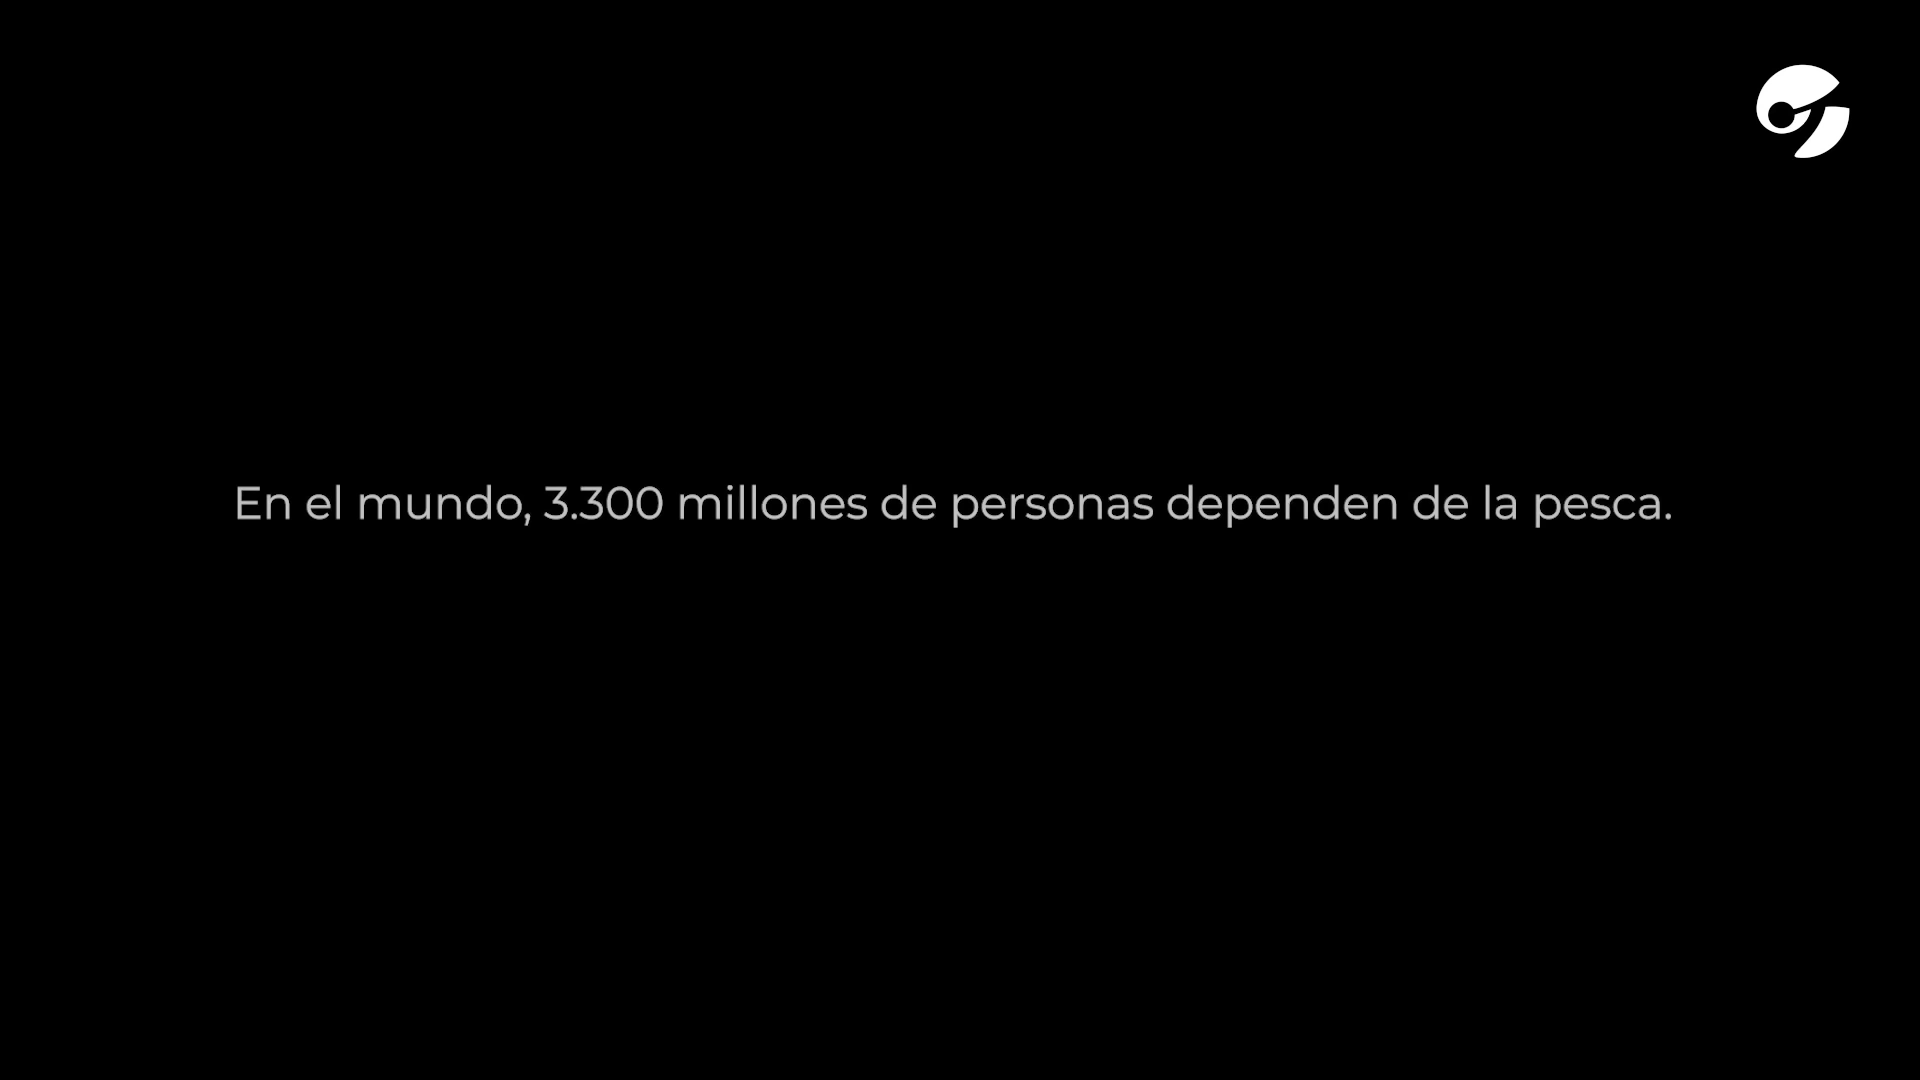 En el mundo, 3.300 millones de personas dependen de la pesca.